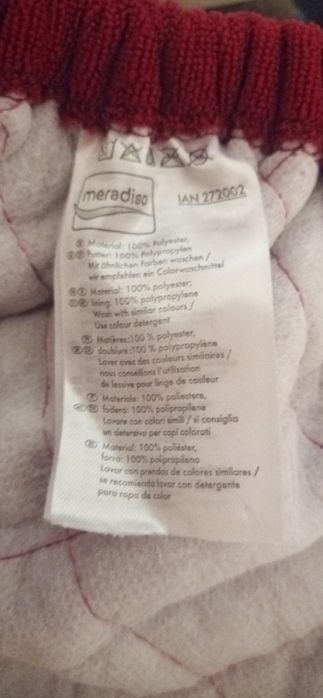 meradiso
IAN 272002
Material: 100% Polyester,
Futter: 100% Polypropylen
Mit ähnlichen Farben waschen /
wir empfehlen ein Colorwaschmittel
Material: 100% polyester;
lining: 100% polypropylene
Wash with similar colours /
Use colour detergent
Matières:100 % polyester,
doublure:100 % polypropylène
Laver avec des couleurs similaires /
nous conseillons l'utilisation
de lessive pour linge de couleur
Materiale: 100% poliestere,
fodera: 100% polipropilene
Lavare con colori simili / si consiglia
un detersivo per capi colorati
Material: 100% poliéster,
forro: 100% polipropileno
Lavar con prendas de colores similares /
se recomienda lavar con detergente
para ropa de color